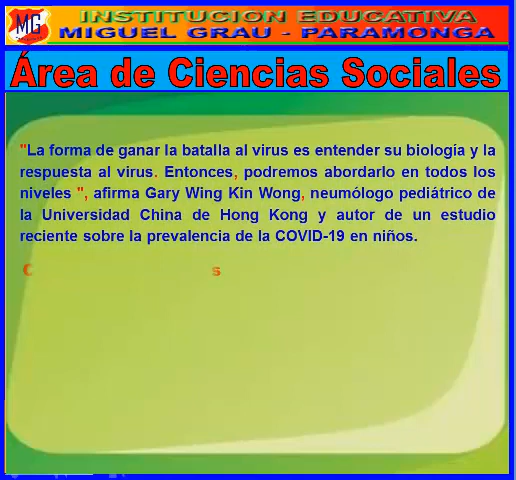 MG
INSTITUCION EDUCATIVA
MIGUEL GRAU - PARAMONGA
Área de Ciencias Sociales
"La forma de ganar la batalla al virus es entender su biología y la
respuesta al virus. Entonces, podremos abordarlo en todos los
niveles ", afirma Gary Wing Kin Wong, neumólogo pediátrico de
la Universidad China de Hong Kong y autor de un estudio
reciente sobre la prevalencia de la COVID-19 en niños.
C s